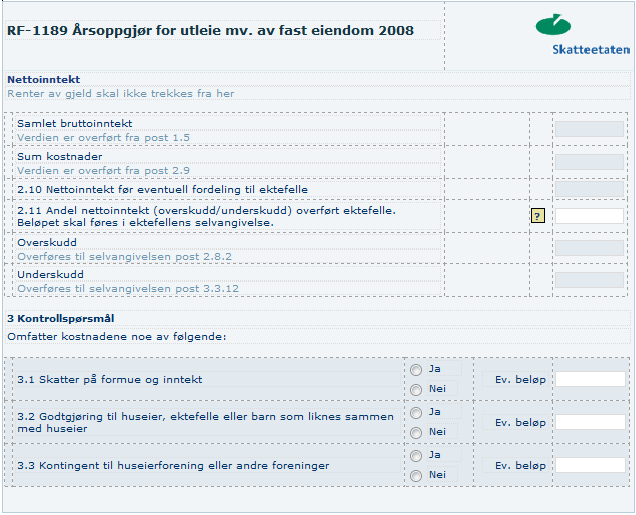 RF-1189 Årsoppgjør for utleie mv. av fast eiendom 2008
Skatteetaten
Nettoinntekt
Renter av gjeld skal ikke trekkes fra her
Samlet bruttoinntekt
Verdien er overført fra post 1.5
Sum kostnader
Verdien er overført fra post 2.9
2.10 Nettoinntekt før eventuell fordeling til ektefelle
2.11 Andel nettoinntekt (overskudd/underskudd) overført ektefelle.
Beløpet skal føres i ektefellens selvangivelse.
?
Overskudd
Overføres til selvangivelsen post 2.8.2
Underskudd
Overføres til selvangivelsen post 3.3.12
3 Kontrollspørsmål
Omfatter kostnadene noe av følgende:
3.1 Skatter på formue og inntekt
Ja
Nei
Ev. beløp
3.2 Godtgjøring til huseier, ektefelle eller barn som liknes sammen
med huseier
Ja
Nei
Ev. beløp
3.3 Kontingent til huseierforening eller andre foreninger
Ja
Nei
Ev. beløp